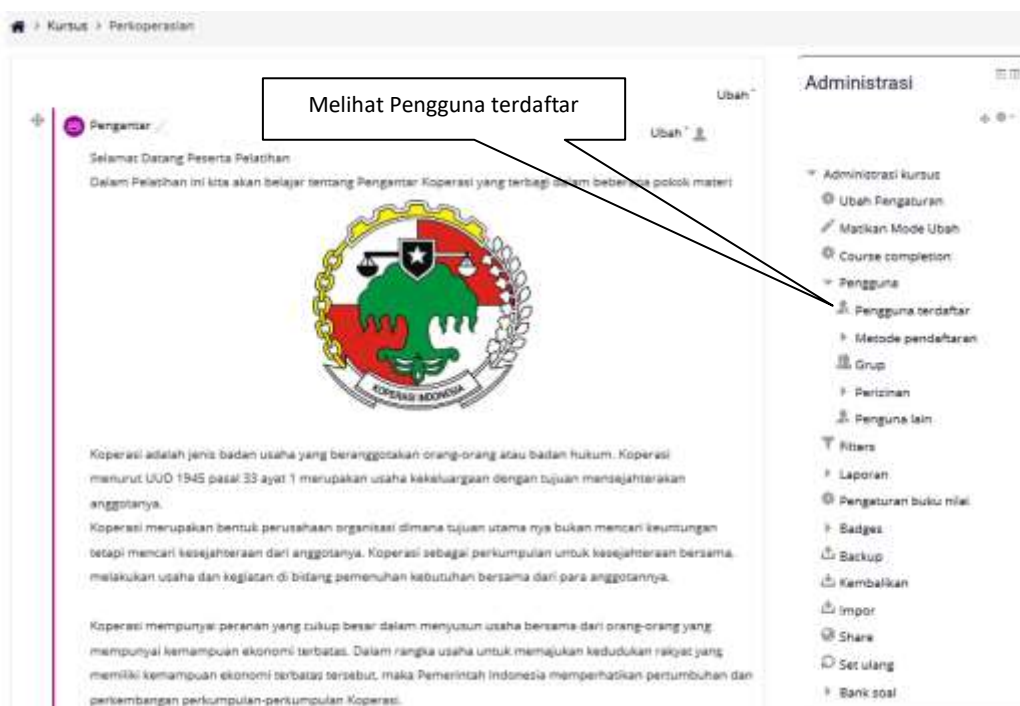 Kursus > Perkoperasian
Melihat Pengguna terdaftar
Ubah
Pengantar
Ubah
Selamat Datang Peserta Pelatihan
Dalam Pelatihan ini kita akan belajar tentang Pengantar Koperasi yang terbagi dalam beberapa pokok materi
KOPERASI INDONESIA
Koperasi adalah jenis badan usaha yang beranggotakan orang-orang atau badan hukum. Koperasi
menurut UUD 1945 pasal 33 ayat 1 merupakan usaha kekeluargaan dengan tujuan mensejahterakan
anggotanya.
Koperasi merupakan bentuk perusahaan organisasi dimana tujuan utama nya bukan mencari keuntungan
tetapi mencari kesejahteraan dari anggotanya. Koperasi sebagai perkumpulan untuk kesejahteraan bersama,
melakukan usaha dan kegiatan di bidang pemenuhan kebutuhan bersama dari para anggotannya.
Koperasi mempunyai peranan yang cukup besar dalam menyusun usaha bersama dari orang-orang yang
mempunyai kemampuan ekonomi terbatas. Dalam rangka usaha untuk memajukan kedudukan rakyat yang
memiliki kemampuan ekonomi terbatas tersebut, maka Pemerintah Indonesia memperhatikan pertumbuhan dan
perkembangan perkumpulan-perkumpulan Koperasi.
Administrasi
Administrasi kursus
Ubah Pengaturan
Matikan Mode Ubah
Course completion
Pengguna
Pengguna terdaftar
Metode pendaftaran
Grup
Perizinan
Penguna lain
Filters
Laporan
Pengaturan buku nilai
Badges
Backup
Kembalikan
Impor
Share
Set ulang
Bank soal